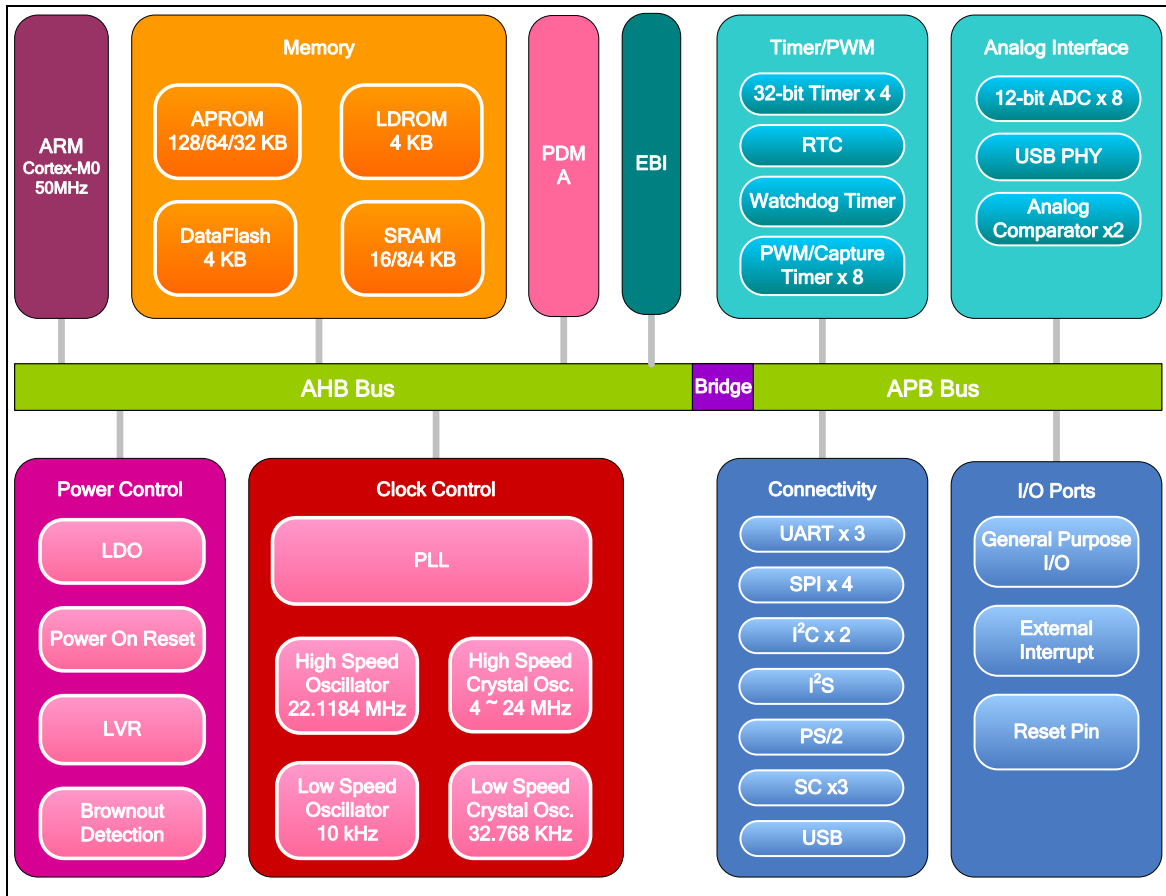 ARM
Cortex-M0
50MHz
Memory
APROM
128/64/32 KB
LDROM
4 KB
DataFlash
4 KB
SRAM
16/8/4 KB
PDM
A
EBI
Timer/PWM
32-bit Timer x 4
RTC
Watchdog Timer
PWM/Capture
Timer x 8
Analog Interface
12-bit ADC x 8
USB PHY
Analog
Comparator x2
AHB Bus
Bridge
APB Bus
Power Control
LDO
Power On Reset
LVR
Brownout
Detection
Clock Control
PLL
High Speed
Oscillator
22.1184 MHz
High Speed
Crystal Osc.
4 ~ 24 MHz
Low Speed
Oscillator
10 kHz
Low Speed
Crystal Osc.
32.768 KHz
Connectivity
UART x 3
SPI x 4
I²C x 2
I²S
PS/2
SC x3
USB
I/O Ports
General Purpose
I/O
External
Interrupt
Reset Pin